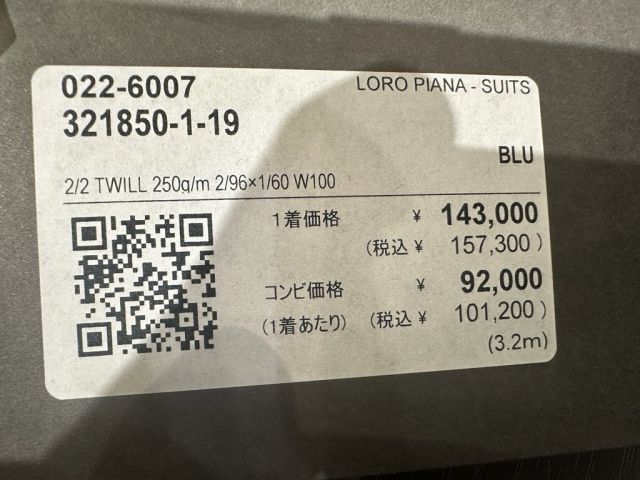 022-6007 LORO PIANA - SUITS
321850-1-19
BLU
2/2 TWILL 250g/m 2/96×1/60 W100
1着価格 ¥ 143,000
(税込 ¥ 157,300 )
コンビ価格 ¥ 92,000
(1着あたり) (税込 ¥ 101,200 )
(3.2m)